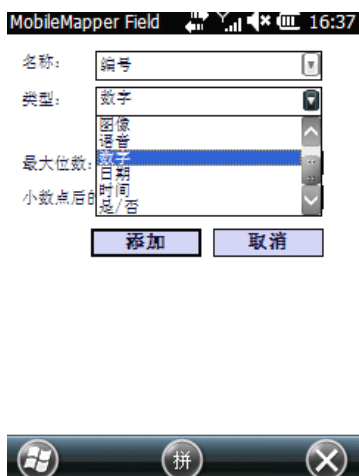 MobileMapper Field 16:37
名称: 编号
类型: 数字
图像
语音
最大位数: 数字
日期
小数点后的 时间
是/否
添加 取消
拼